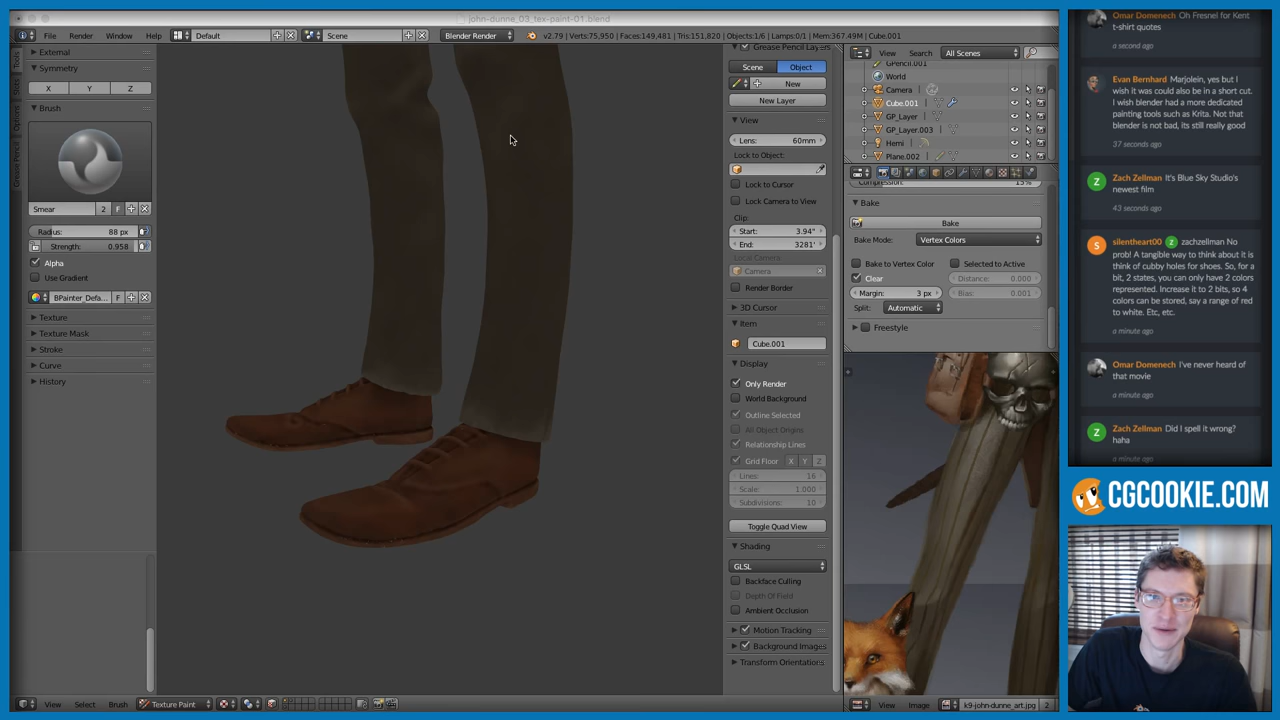 john-dunne_03_tex-paint-01.blend
File Render Window Help Default Scene Blender Render v2.79 | Verts:75,950 | Faces:149,481 | Tris:151,820 | Objects:1/6 | Lamps:0/1 | Mem:367.49M | Cube.001
External
Symmetry
X Y Z
Brush
Smear 2 F
Radius: 88 px
Strength: 0.958
Alpha
Use Gradient
BPainter_Defa... F
Texture
Texture Mask
Stroke
Curve
History
Tools
Options
Grease Pencil
View Select Brush Texture Paint
Grease Pencil Layers
Scene Object
New
New Layer
View
Lens: 60mm
Lock to Object:
Lock to Cursor
Lock Camera to View
Clip:
Start: 3.94"
End: 3281'
Local Camera:
Camera
Render Border
3D Cursor
Item
Cube.001
Display
Only Render
World Background
Outline Selected
All Object Origins
Relationship Lines
Grid Floor X Y Z
Lines: 16
Scale: 1.000
Subdivisions: 10
Toggle Quad View
Shading
GLSL
Backface Culling
Depth Of Field
Ambient Occlusion
Motion Tracking
Background Images
Transform Orientations
View Search All Scenes
GPencil.001
World
Camera
Cube.001
GP_Layer
GP_Layer.003
Hemi
Plane.002
Compression: 15%
Bake
Bake
Bake Mode: Vertex Colors
Bake to Vertex Color Selected to Active
Clear Distance: 0.000
Margin: 3 px Bias: 0.001
Split: Automatic
Freestyle
View Image k9-john-dunne_art.jpg 2
Omar Domenech Oh Fresnel for Kent
t-shirt quotes
a second ago
Evan Bernhard Marjolein, yes but I
wish it was could also be in a short cut.
I wish blender had a more dedicated
painting tools such as Krita. Not that
blender is not bad, its still really good
37 seconds ago
Z Zach Zellman It's Blue Sky Studio's
newest film
43 seconds ago
S silentheart00 Z zachzellman No
prob! A tangible way to think about it is
think of cubby holes for shoes. So, for a
bit, 2 states, you can only have 2 colors
represented. Increase it to 2 bits, so 4
colors can be stored, say a range of red
to white. Etc, etc.
a minute ago
Omar Domenech I've never heard of
that movie
a minute ago
Z Zach Zellman Did I spell it wrong?
haha
a minute ago
CGCOOKIE.COM